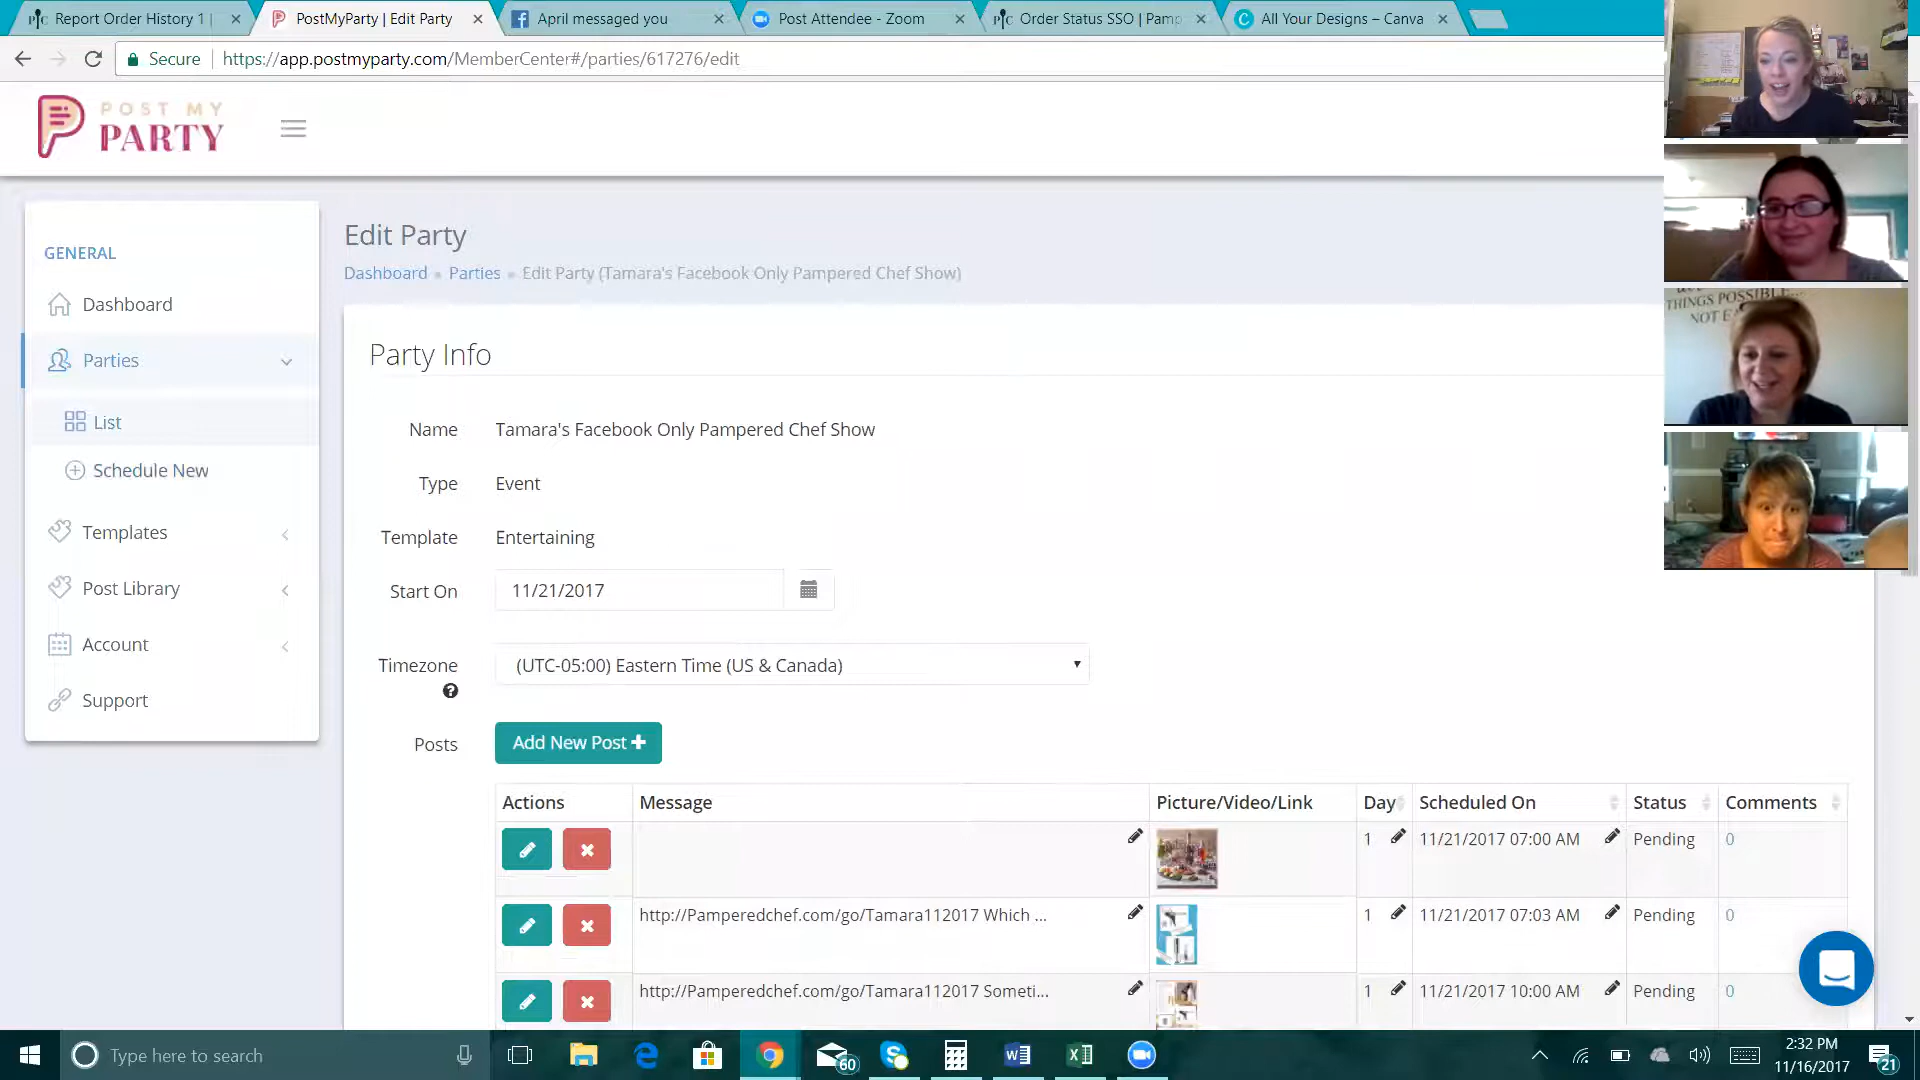 Report Order History 1 |
PostMyParty | Edit Party
April messaged you
Post Attendee - Zoom
Order Status SSO | Pamp
All Your Designs – Canva
Secure
https://app.postmyparty.com/MemberCenter#/parties/617276/edit
POST MY
PARTY
GENERAL
Dashboard
Parties
List
Schedule New
Templates
Post Library
Account
Support
Edit Party
Dashboard Parties Edit Party (Tamara's Facebook Only Pampered Chef Show)
Party Info
Name Tamara's Facebook Only Pampered Chef Show
Type Event
Template Entertaining
Start On 11/21/2017
Timezone (UTC-05:00) Eastern Time (US & Canada)
Posts Add New Post
Actions Message Picture/Video/Link Day Scheduled On Status Comments
1 11/21/2017 07:00 AM Pending 0
http://Pamperedchef.com/go/Tamara112017 Which ... 1 11/21/2017 07:03 AM Pending 0
http://Pamperedchef.com/go/Tamara112017 Someti... 1 11/21/2017 10:00 AM Pending 0
THINGS POSSIBLE...
NOT EA
Type here to search
60
2:32 PM
11/16/2017
21